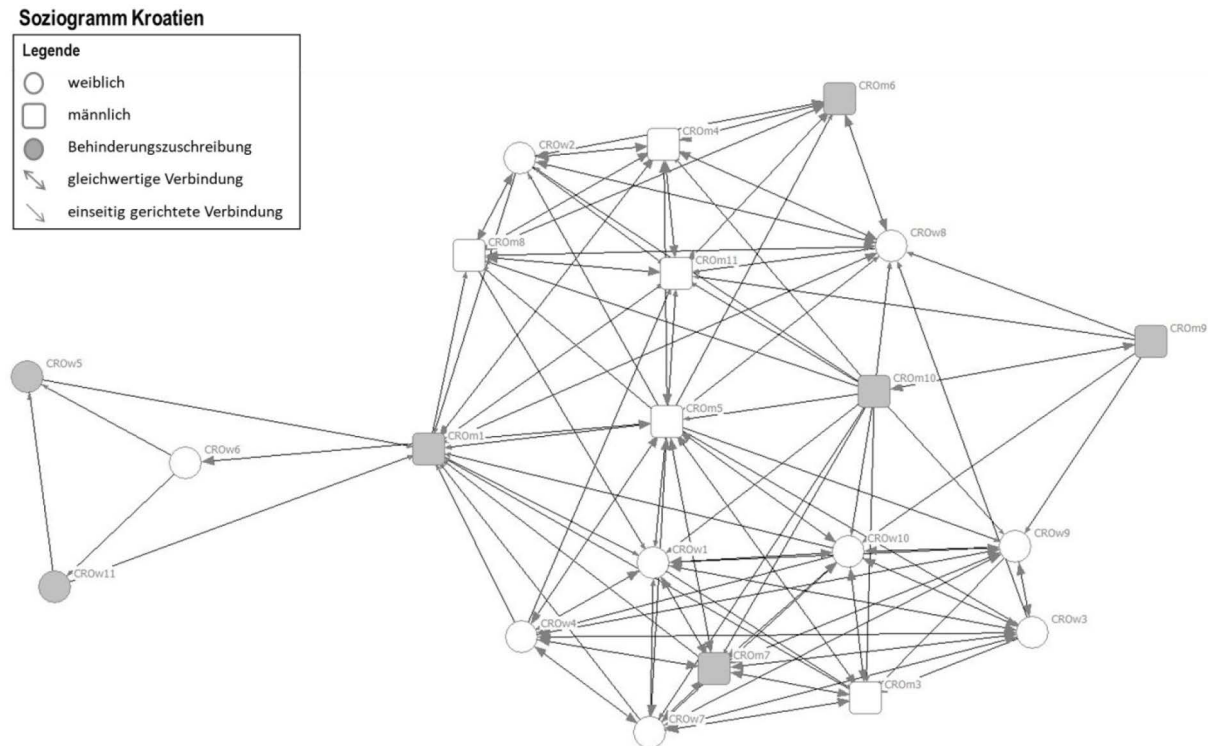 Soziogramm Kroatien
Legende
weiblich
männlich
Behinderungszuschreibung
gleichwertige Verbindung
einseitig gerichtete Verbindung
CROm6
CROm4
CROw2
CROw8
CROm8
CROm11
CROm9
CROw5
CROm10
CROm5
CROm1
CROw6
CROw9
CROw10
CROw1
CROw11
CROw3
CROw4
CROm7
CROm3
CROw7